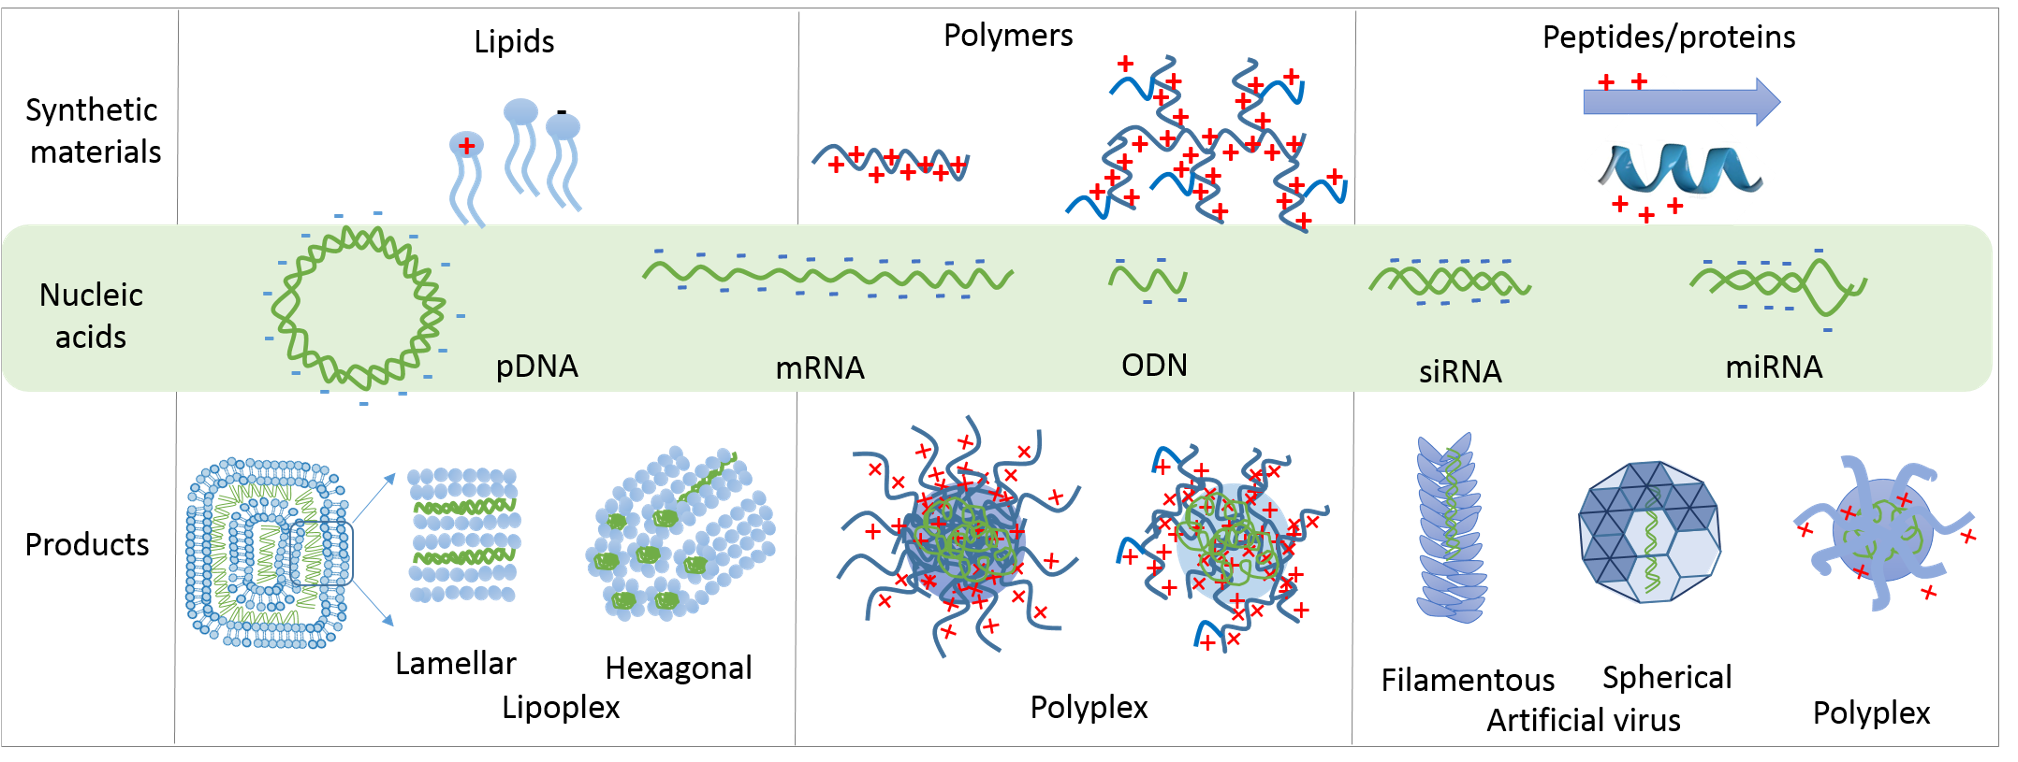 Lipids
Polymers
Peptides/proteins
Synthetic
materials
Nucleic
acids
pDNA
mRNA
ODN
siRNA
miRNA
Products
Lamellar
Hexagonal
Lipoplex
Polyplex
Filamentous
Spherical
Artificial virus
Polyplex